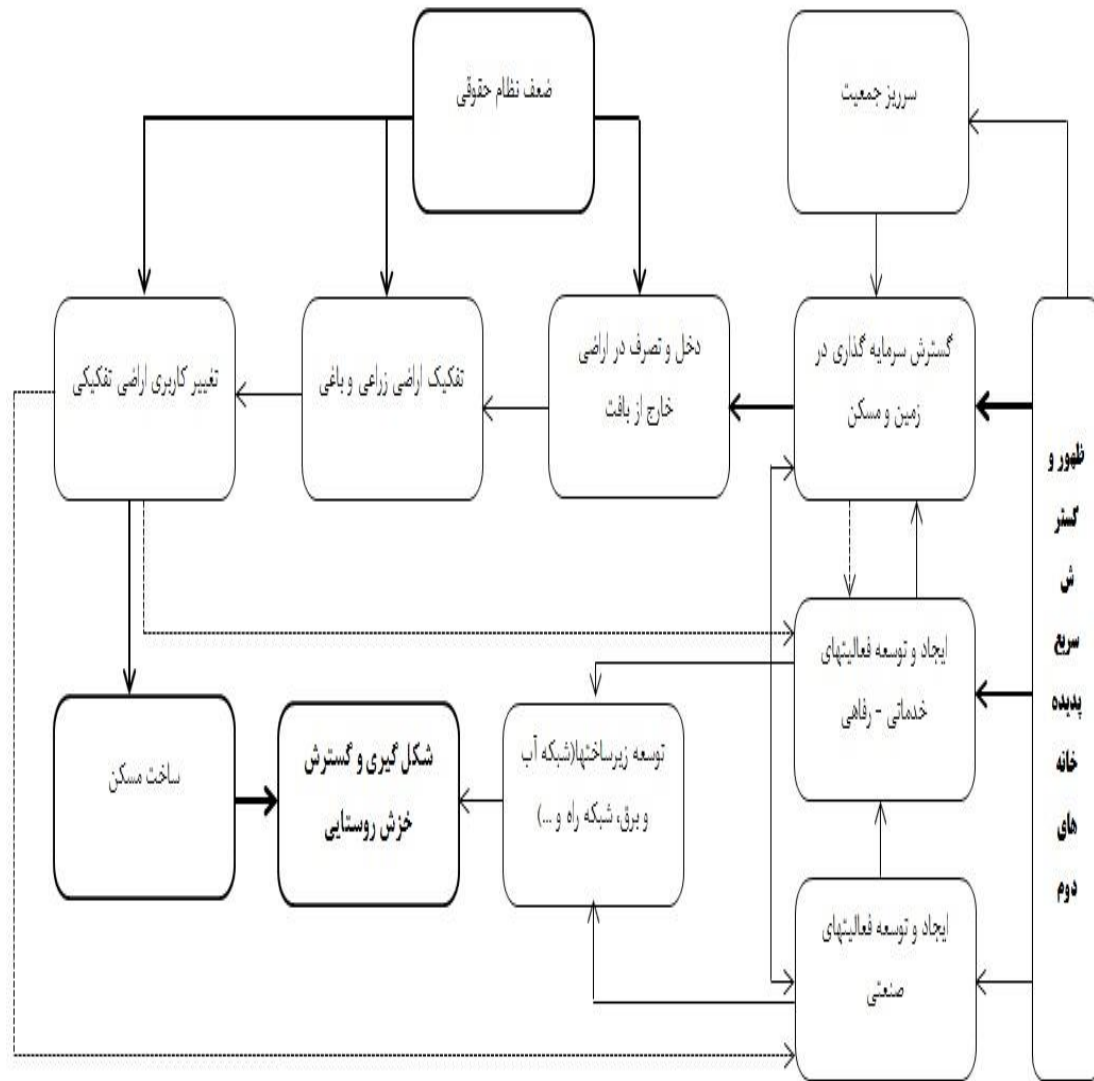 ضعف نظام حقوقی
سرریز جمعیت
گسترش سرمایه گذاری در
زمین و مسکن
دخل و تصرف در اراضی
خارج از بافت
تفکیک اراضی زراعی و باغی
تغییر کاربری اراضی تفکیکی
ظهور و
گستر
ش
سریع
پدیده
خانه
های
دوم
ایجاد و توسعه فعالیتهای
خدماتی - رفاهی
توسعه زیرساختها(شبکه آب
و برق، شبکه راه و ...)
شکل گیری و گسترش
خزش روستایی
ساخت مسکن
ایجاد و توسعه فعالیتهای
صنعتی